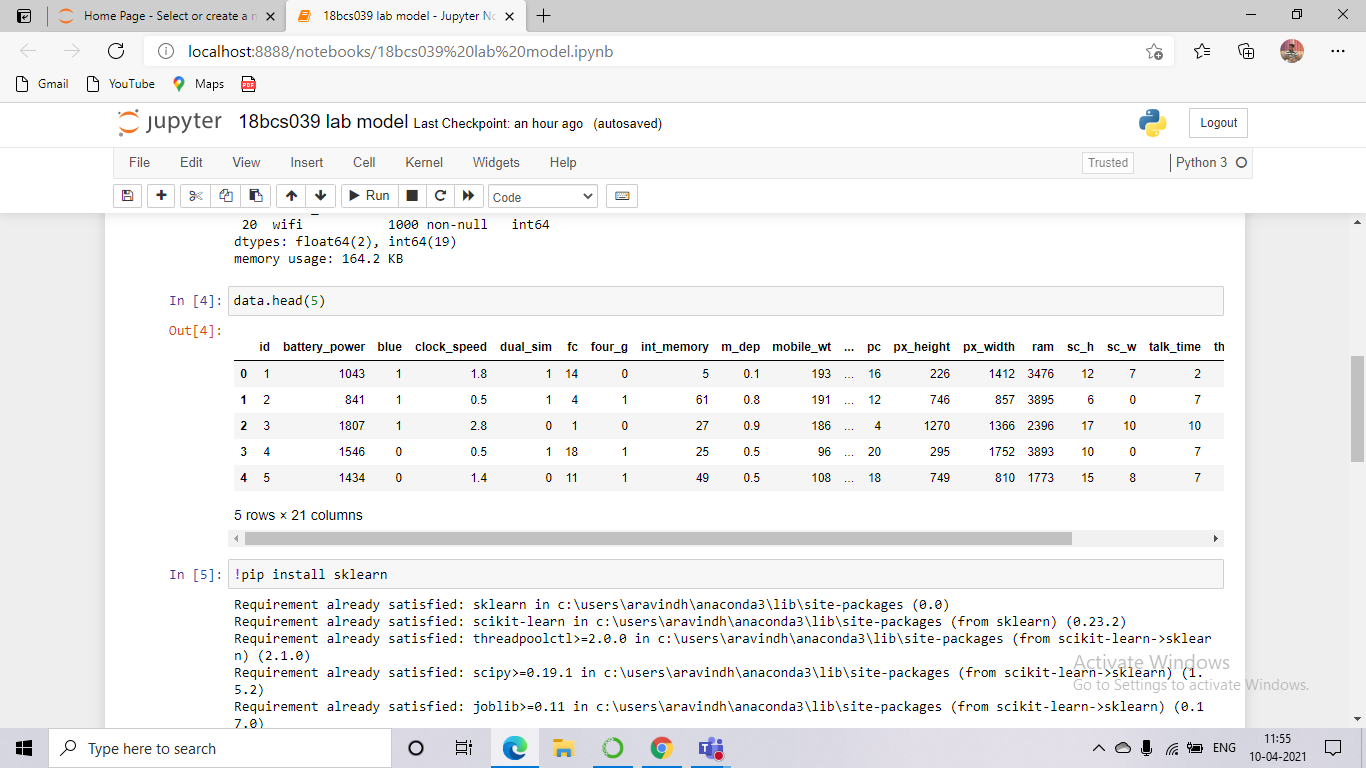 Home Page - Select or create a n
18bcs039 lab model - Jupyter No
localhost:8888/notebooks/18bcs039%20lab%20model.ipynb
Gmail YouTube Maps PDF
jupyter 18bcs039 lab model Last Checkpoint: an hour ago (autosaved) Logout
File Edit View Insert Cell Kernel Widgets Help Trusted Python 3
Run Code
20 wifi 1000 non-null int64
dtypes: float64(2), int64(19)
memory usage: 164.2 KB
In [4]: data.head(5)
Out[4]:
id battery_power blue clock_speed dual_sim fc four_g int_memory m_dep mobile_wt ... pc px_height px_width ram sc_h sc_w talk_time th
0 1 1043 1 1.8 1 14 0 5 0.1 193 ... 16 226 1412 3476 12 7 2
1 2 841 1 0.5 1 4 1 61 0.8 191 ... 12 746 857 3895 6 0 7
2 3 1807 1 2.8 0 1 0 27 0.9 186 ... 4 1270 1366 2396 17 10 10
3 4 1546 0 0.5 1 18 1 25 0.5 96 ... 20 295 1752 3893 10 0 7
4 5 1434 0 1.4 0 11 1 49 0.5 108 ... 18 749 810 1773 15 8 7
5 rows × 21 columns
In [5]: !pip install sklearn
Requirement already satisfied: sklearn in c:\users\aravindh\anaconda3\lib\site-packages (0.0)
Requirement already satisfied: scikit-learn in c:\users\aravindh\anaconda3\lib\site-packages (from sklearn) (0.23.2)
Requirement already satisfied: threadpoolctl>=2.0.0 in c:\users\aravindh\anaconda3\lib\site-packages (from scikit-learn->sklear
n) (2.1.0)
Requirement already satisfied: scipy>=0.19.1 in c:\users\aravindh\anaconda3\lib\site-packages (from scikit-learn->sklearn) (1.
5.2)
Requirement already satisfied: joblib>=0.11 in c:\users\aravindh\anaconda3\lib\site-packages (from scikit-learn->sklearn) (0.1
7.0)
Activate Windows
Go to Settings to activate Windows.
Type here to search
ENG
11:55
10-04-2021